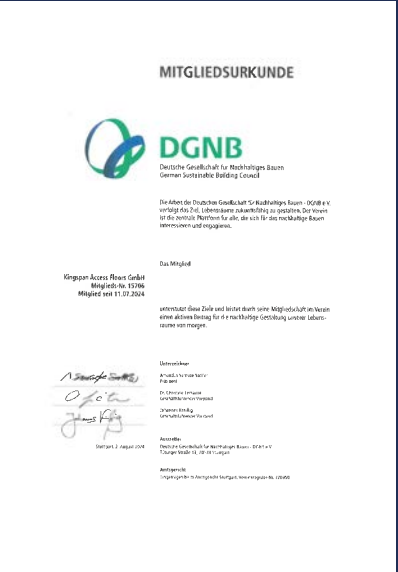 MITGLIEDSURKUNDE
DGNB
Deutsche Gesellschaft für Nachhaltiges Bauen
German Sustainable Building Council
Die Arbeit der Deutschen Gesellschaft für Nachhaltiges Bauen - DGNB e.V.
verfolgt das Ziel, Lebensräume zukunftsfähig zu gestalten. Der Verein
ist die zentrale Plattform für alle, die sich für das nachhaltige Bauen
interessieren und engagieren.
Das Mitglied
Kingspan Access Floors GmbH
Mitglieds-Nr. 15706
Mitglied seit 11.07.2024
unterstützt diese Ziele und leistet durch seine Mitgliedschaft im Verein
einen aktiven Beitrag für die nachhaltige Gestaltung unserer Lebens-
räume von morgen.
Unterzeichner
Dr. Christine Lemaitre
Geschäftsführender Vorstand
Johannes Kreißig
Geschäftsführender Vorstand
Stuttgart, 2. August 2024
Aussteller
Deutsche Gesellschaft für Nachhaltiges Bauen - DGNB e.V.
Tübinger Straße 43, Stuttgart
Amtsgericht
Eingetragen beim Amtsgericht Stuttgart,